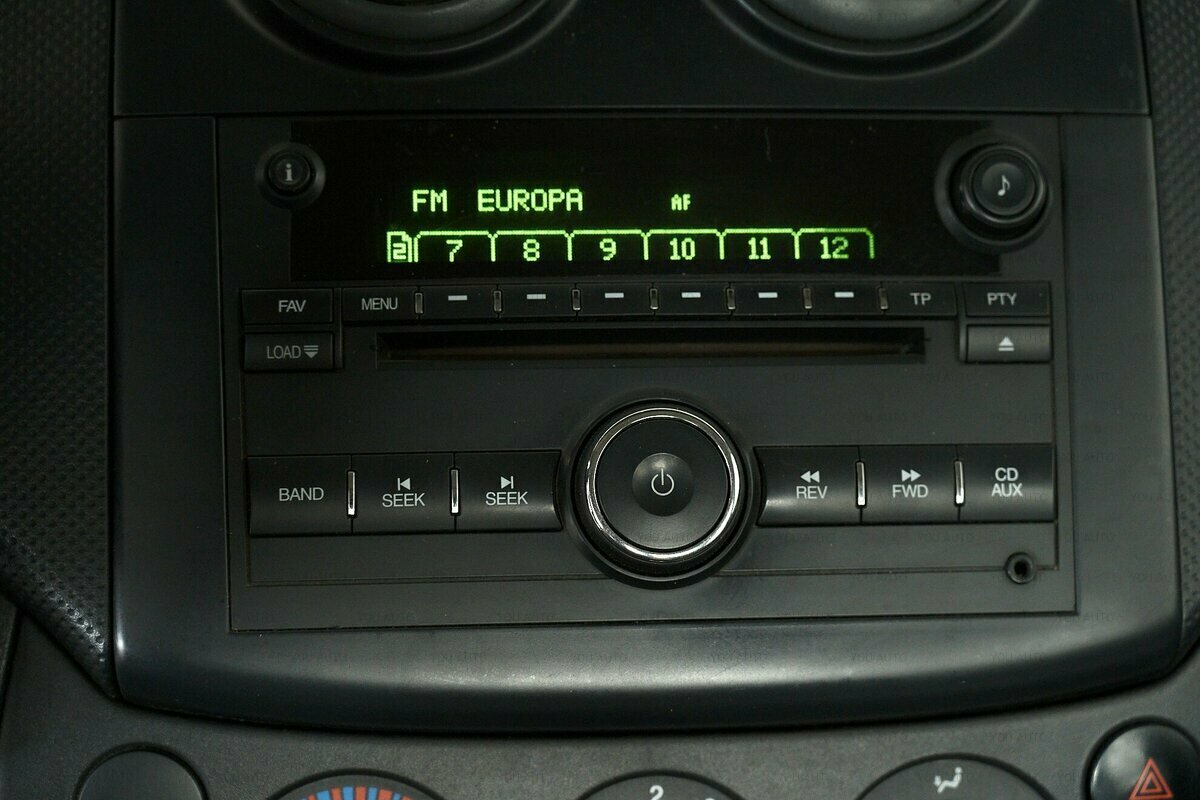 i
FM EUROPA AF
2 7 8 9 10 11 12
FAV MENU TP PTY
LOAD
BAND SEEK SEEK REV FWD CD AUX
2